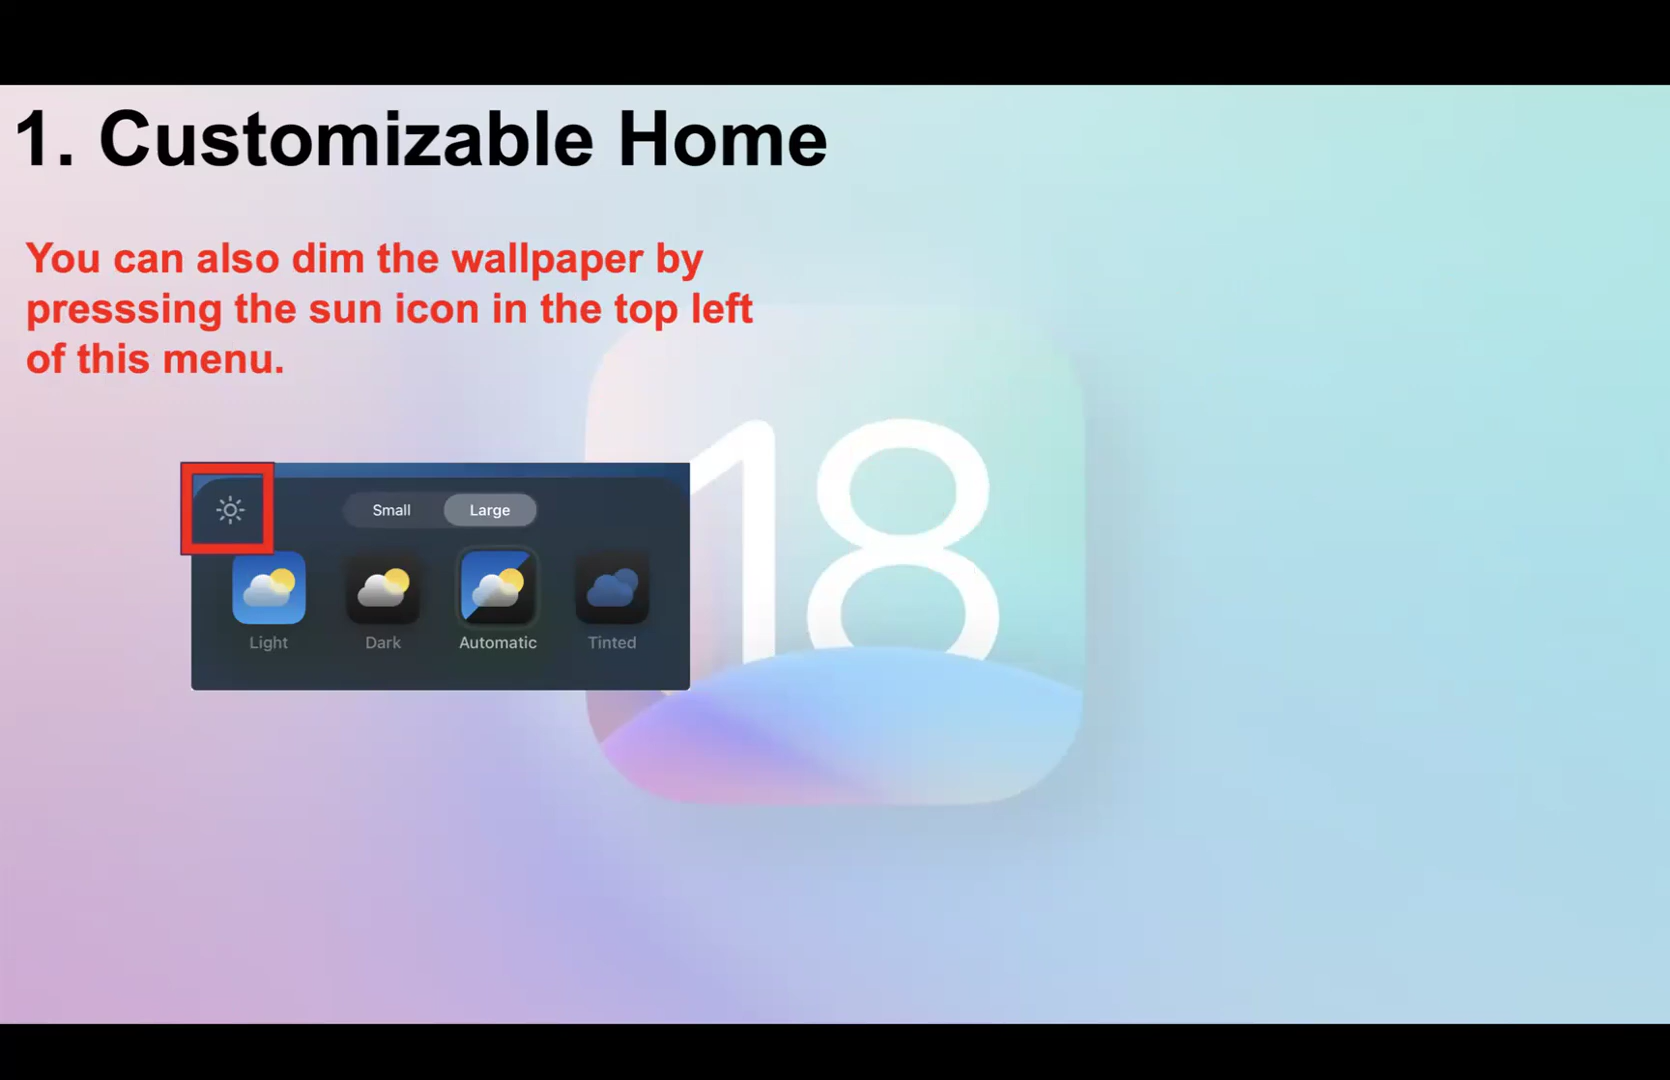 1. Customizable Home
You can also dim the wallpaper by
presssing the sun icon in the top left
of this menu.
18
Small Large
Light Dark Automatic Tinted